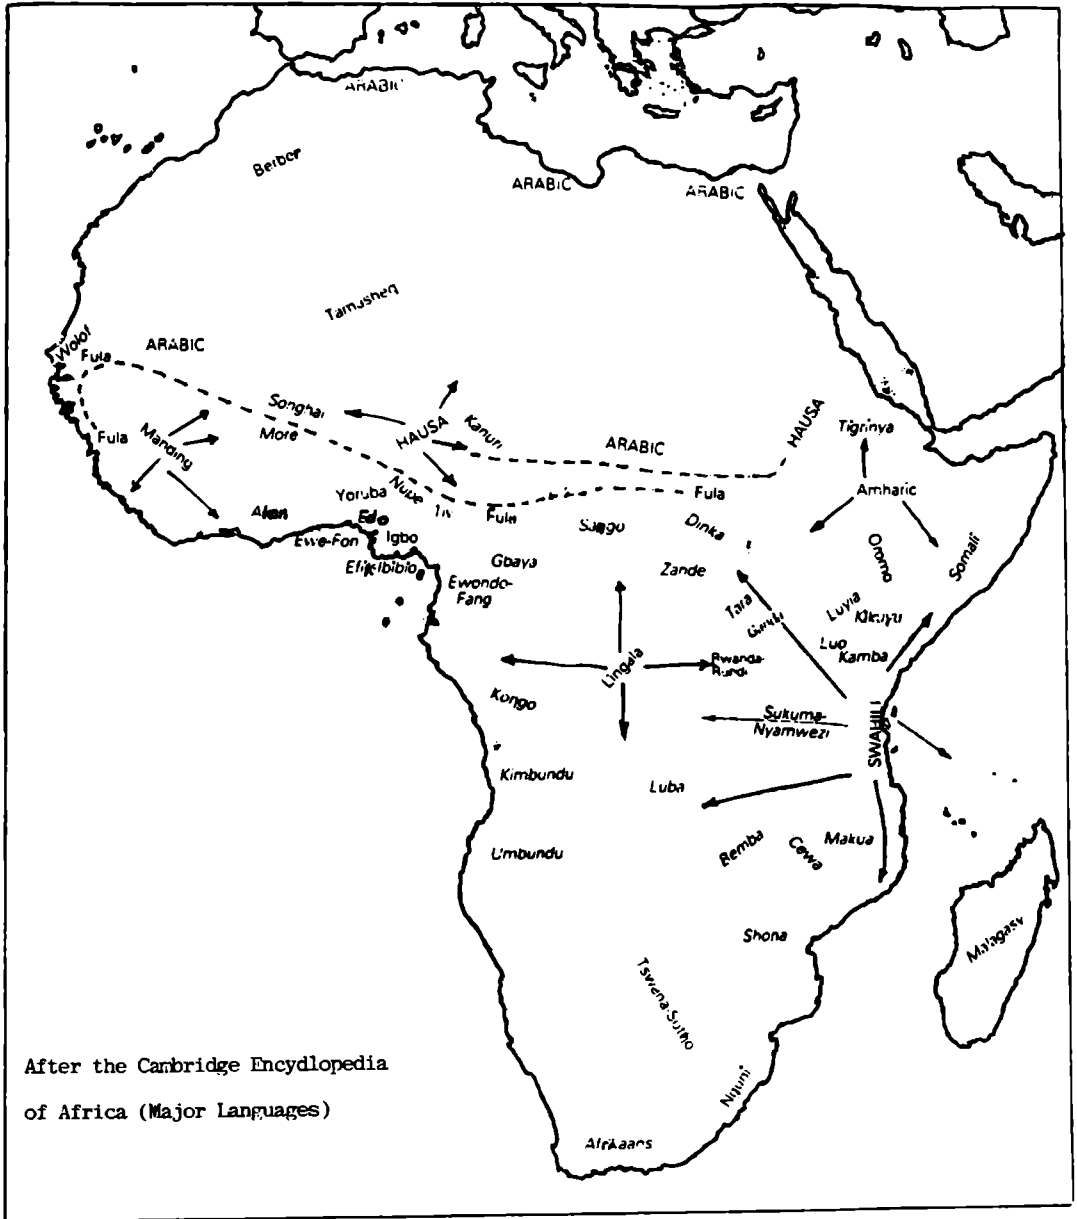 ARABIC
Berber
ARABIC
ARABIC
Tamasheq
Wolof
Fula
ARABIC
Songhai
HAUSA
Kanuri
HAUSA
Tigrinya
Fula
Manding
More
ARABIC
Amharic
Yoruba
Nupe
Tiv
Fula
Fula
Akan
Edo
Ewe-Fon
Igbo
Sango
Dinka
Oromo
Somali
Efik-Ibibio
Gbaya
Zande
Ewondo-
Fang
Luyia
Kikuyu
Luo
Kamba
Lingala
Rwanda-
Rundi
Kongo
Sukuma-
Nyamwezi
SWAHILI
Kimbundu
Luba
Umbundu
Bemba
Cewa
Makua
Shona
Malagasy
Tswana-Sotho
Nguni
Afrikaans
After the Cambridge Encydlopedia
of Africa (Major Languages)